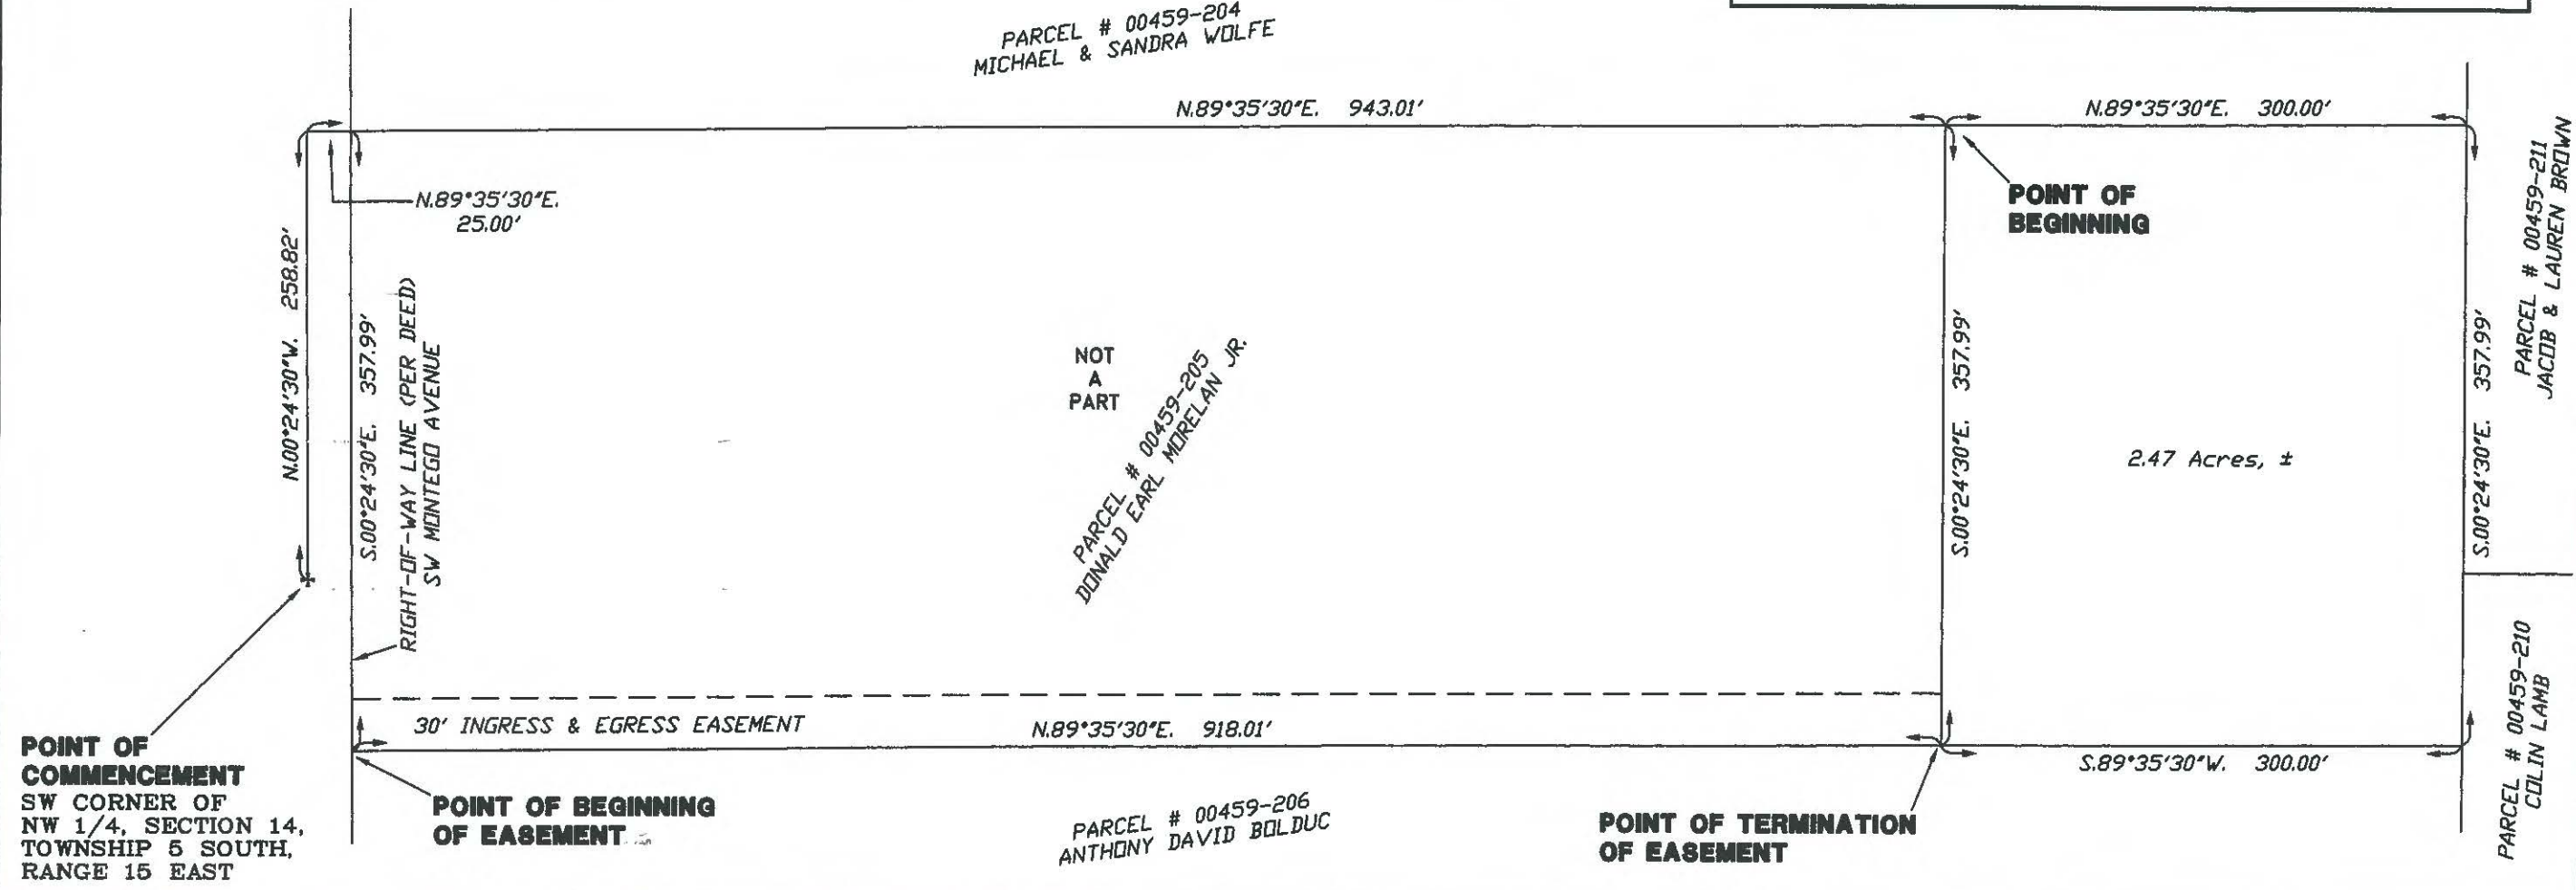 PARCEL # 00459-204
MICHAEL & SANDRA WOLFE
N.89°35'30"E. 943.01'
N.89°35'30"E. 300.00'
N.89°35'30"E.
25.00'
POINT OF
BEGINNING
PARCEL # 00459-211
JACOB & LAUREN BROWN
N.00°24'30"W. 258.82'
S.00°24'30"E. 357.99'
RIGHT-OF-WAY LINE (PER DEED)
SW MONTEGO AVENUE
NOT
A
PART
PARCEL # 00459-205
DONALD EARL MORELAN JR.
S.00°24'30"E. 357.99'
2.47 Acres, ±
S.00°24'30"E. 357.99'
30' INGRESS & EGRESS EASEMENT
N.89°35'30"E. 918.01'
S.89°35'30"W. 300.00'
PARCEL # 00459-210
COLIN LAMB
POINT OF
COMMENCEMENT
SW CORNER OF
NW 1/4, SECTION 14,
TOWNSHIP 5 SOUTH,
RANGE 15 EAST
POINT OF BEGINNING
OF EASEMENT
PARCEL # 00459-206
ANTHONY DAVID BOLDUC
POINT OF TERMINATION
OF EASEMENT